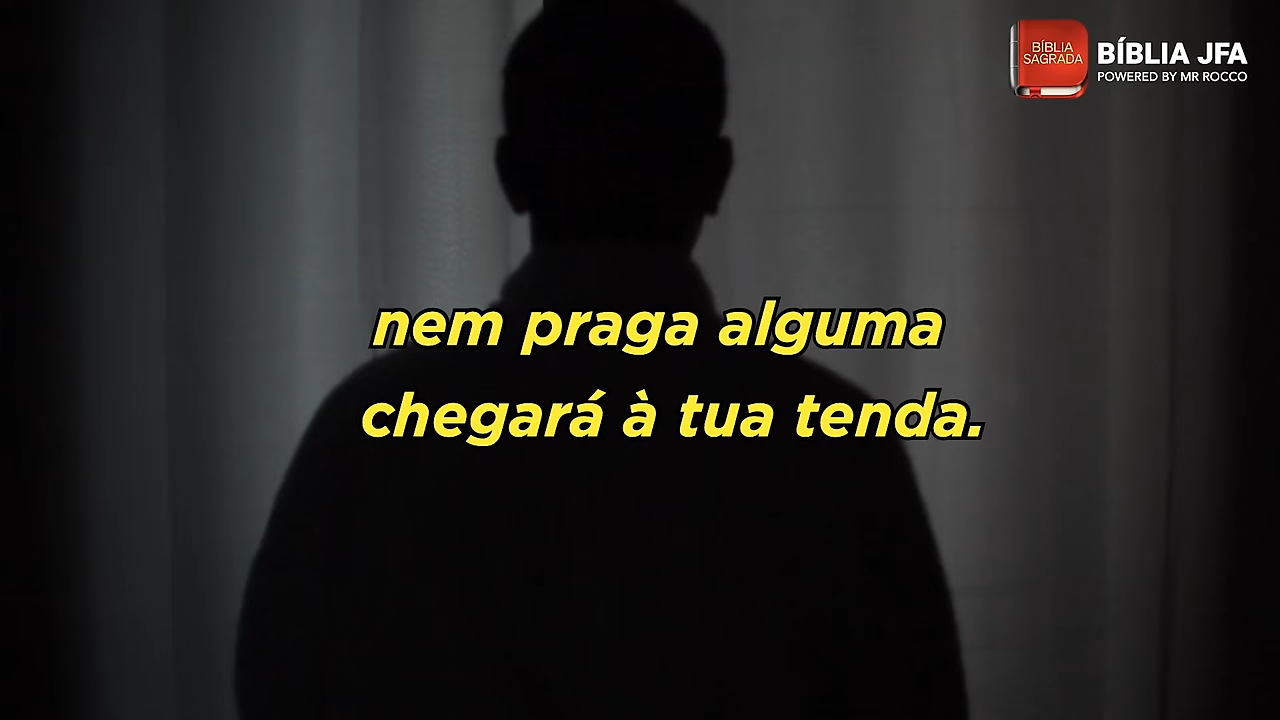 BÍBLIA
SAGRADA
BÍBLIA JFA
POWERED BY MR ROCCO
nem praga alguma
chegará à tua tenda.